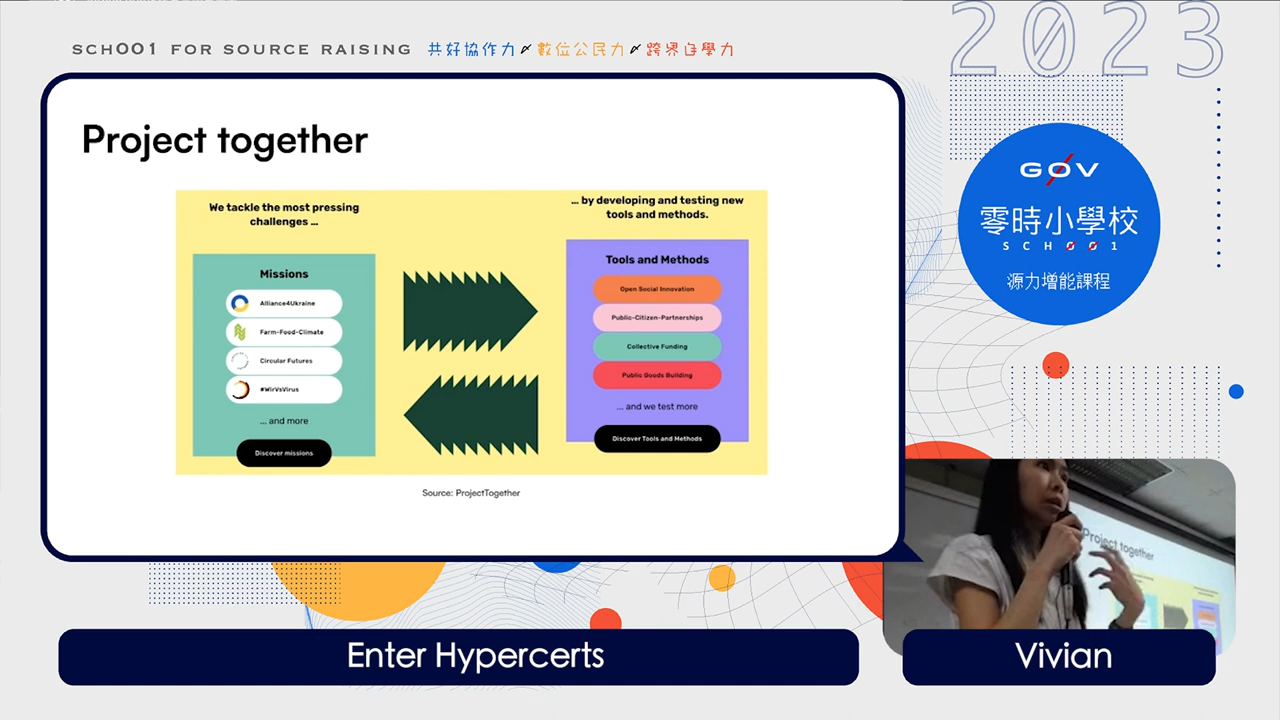 2023
SCH001 FOR SOURCE RAISING 共好協作力 〆 數位公民力 〆 跨界自學力
Project together
We tackle the most pressing
challenges ...
... by developing and testing new
tools and methods.
Missions
Alliance4Ukraine
Farm-Food-Climate
Circular Futures
#WirVsVirus
... and more
Discover missions
Tools and Methods
Open Social Innovation
Public-Citizen-Partnerships
Collective Funding
Public Goods Building
... and we test more
Discover Tools and Methods
Source: ProjectTogether
G0V
零時小學校
SCH001
源力增能課程
Project together
Enter Hypercerts
Vivian